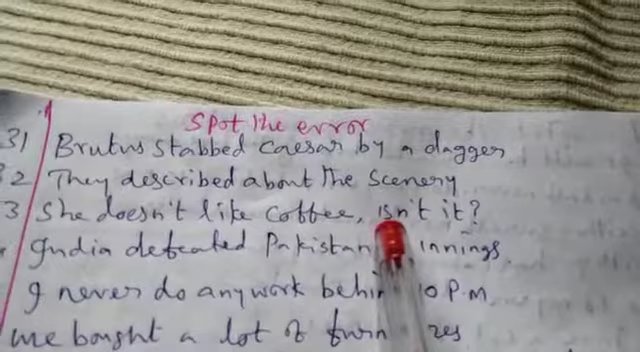 Spot the error
31 Brutus stabbed caesar by a dagger
2 They described about the scenery
3 She doesn't like coffee, isn't it?
India defeated Pakistan innings
I never do any work 10 P.M
we bought a lot of